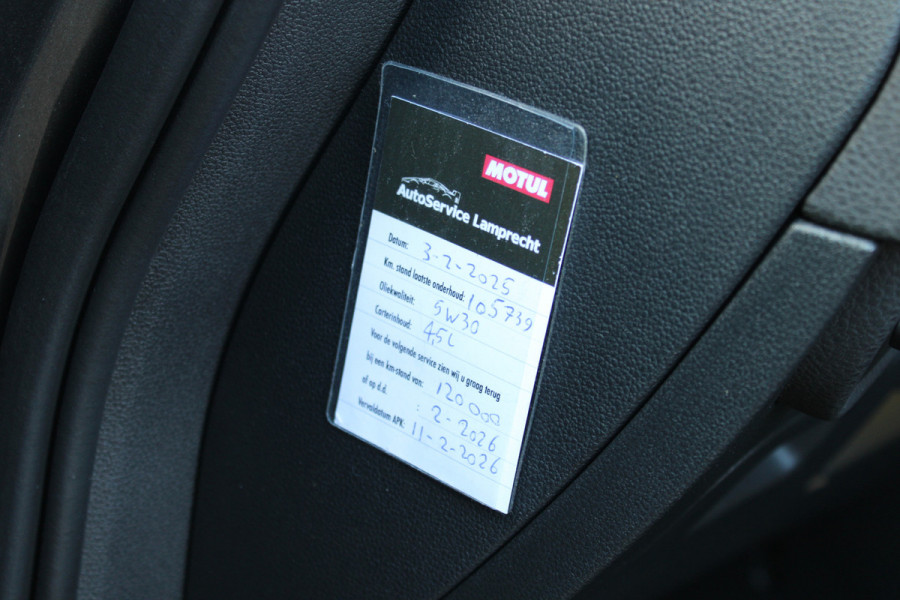 MOTUL
AutoService Lamprecht
Datum: 3-2-2025
Km. stand laatste onderhoud: 105739
Oliekwaliteit: 5W30
Carterinhoud: 4,5L
Voor de volgende service zien wij u graag terug
bij een km-stand van: 120 000
of op d.d. : 2-2026
Vervaldatum APK: 11-2-2026